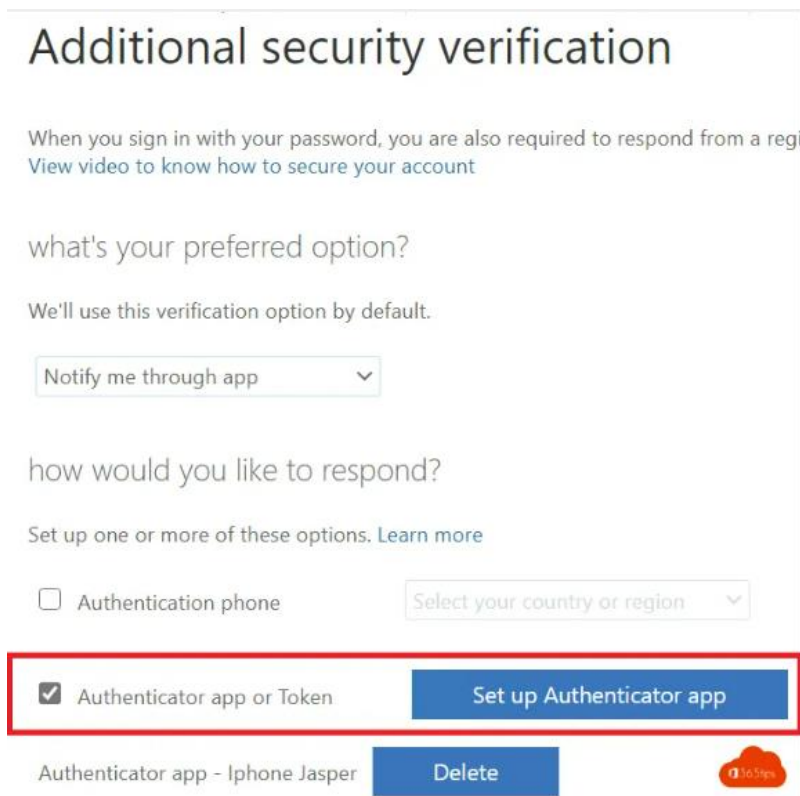 Additional security verification
When you sign in with your password, you are also required to respond from a regi
View video to know how to secure your account
what's your preferred option?
We'll use this verification option by default.
Notify me through app
how would you like to respond?
Set up one or more of these options. Learn more
Authentication phone Select your country or region
Authenticator app or Token Set up Authenticator app
Authenticator app - Iphone Jasper Delete
365tips